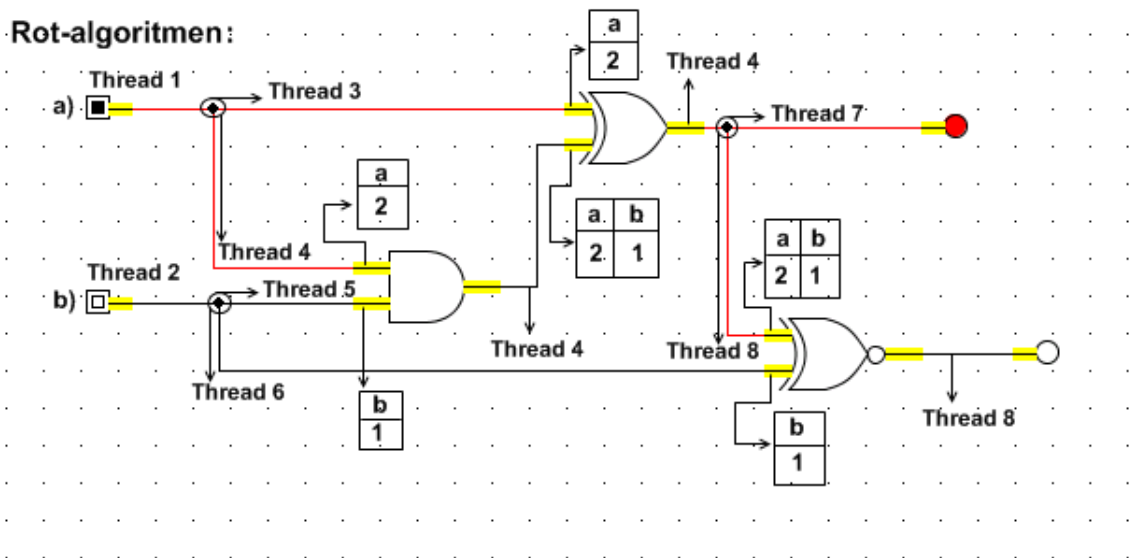 Rot-algoritmen:
a
2
Thread 4
Thread 1
Thread 3
a)
Thread 7
a
2
a b
2 1
Thread 4
a b
2 1
Thread 2
Thread 5
b)
Thread 4
Thread 8
Thread 6
b
1
Thread 8
b
1